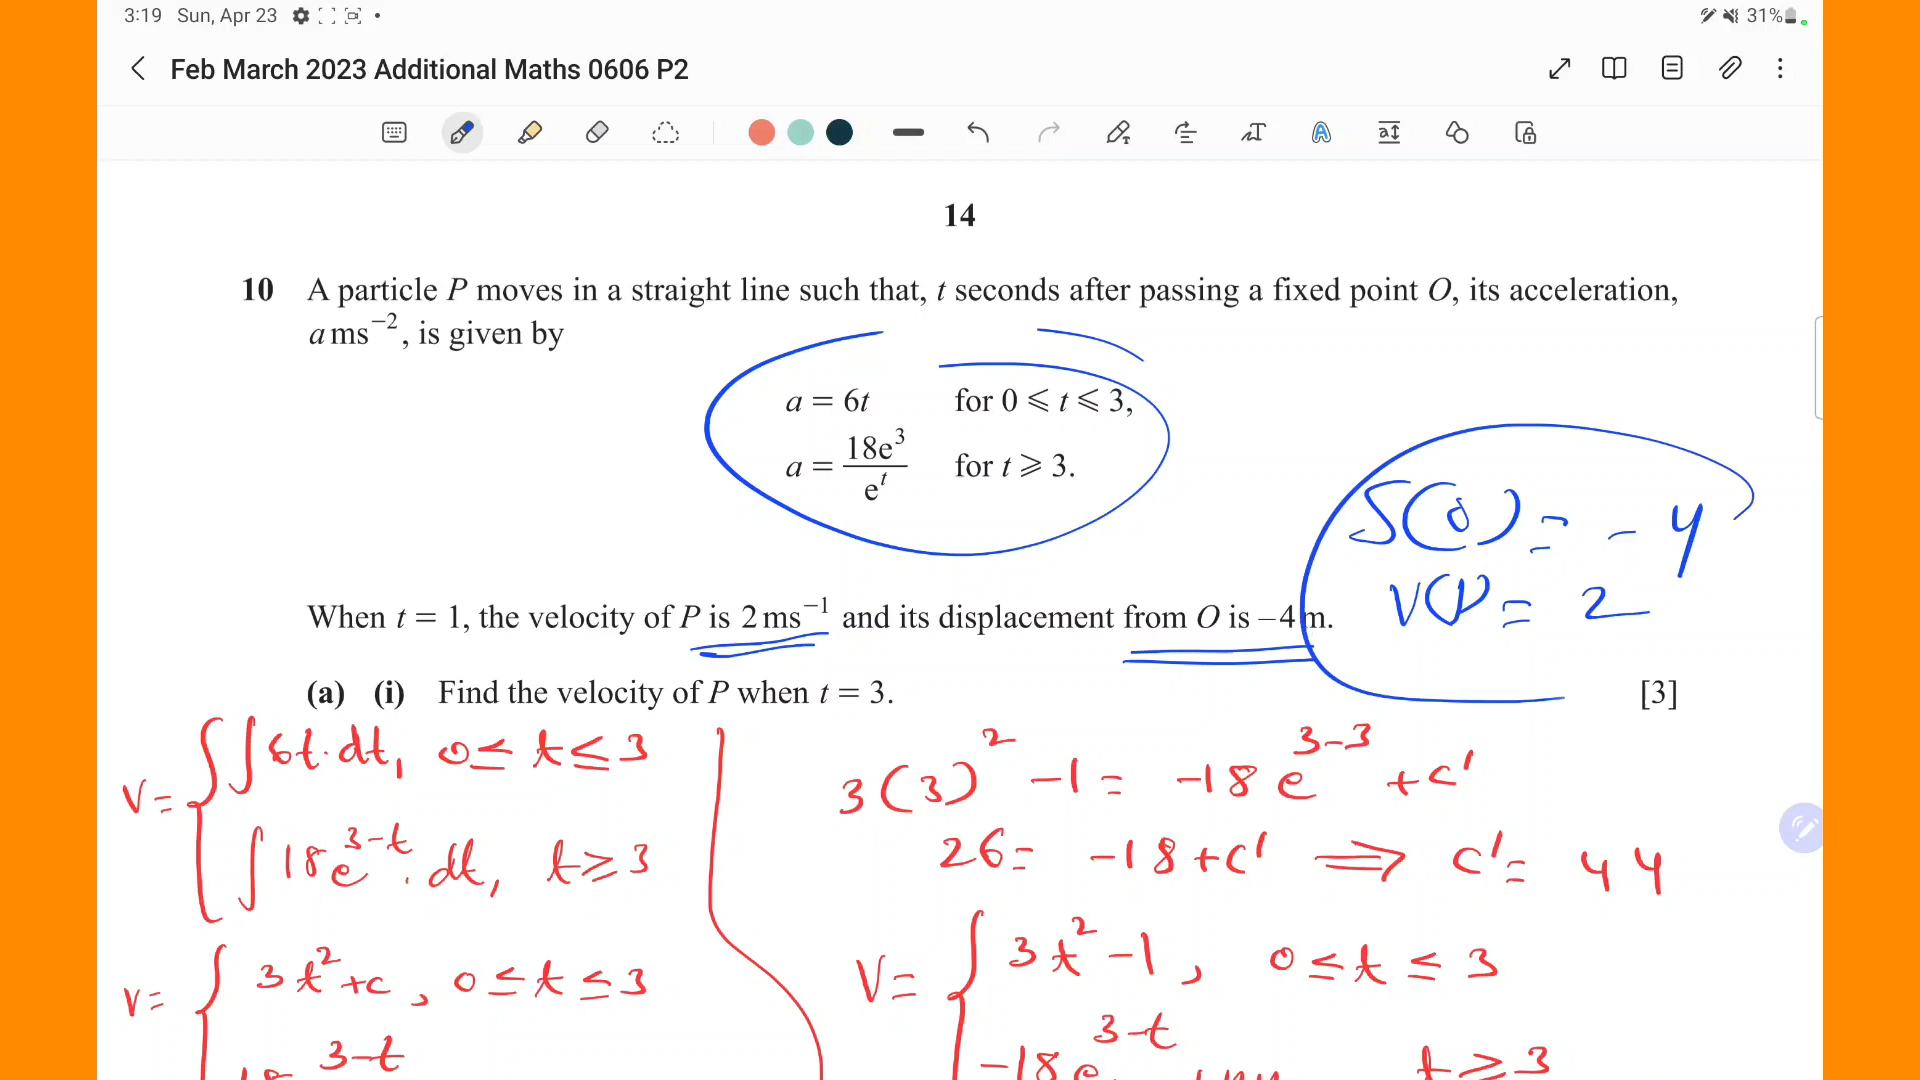 3:19 Sun, Apr 23 31%
Feb March 2023 Additional Maths 0606 P2
14
10 A particle P moves in a straight line such that, t seconds after passing a fixed point O, its acceleration,
a ms⁻², is given by
a = 6t for 0 ⩽ t ⩽ 3,
a = 18e³/eᵗ for t ⩾ 3.
S(0) = -4
V(1) = 2
When t = 1, the velocity of P is 2 ms⁻¹ and its displacement from O is –4 m.
(a) (i) Find the velocity of P when t = 3. [3]
V = { ∫6t·dt, 0 ≤ t ≤ 3
∫18e^(3-t)·dt, t ≥ 3
V = { 3t² + c, 0 ≤ t ≤ 3
3-t
3(3)² - 1 = -18e^(3-3) + c'
26 = -18 + c' ⟹ c' = 44
V = { 3t² - 1, 0 ≤ t ≤ 3
-18e^(3-t) t ≥ 3